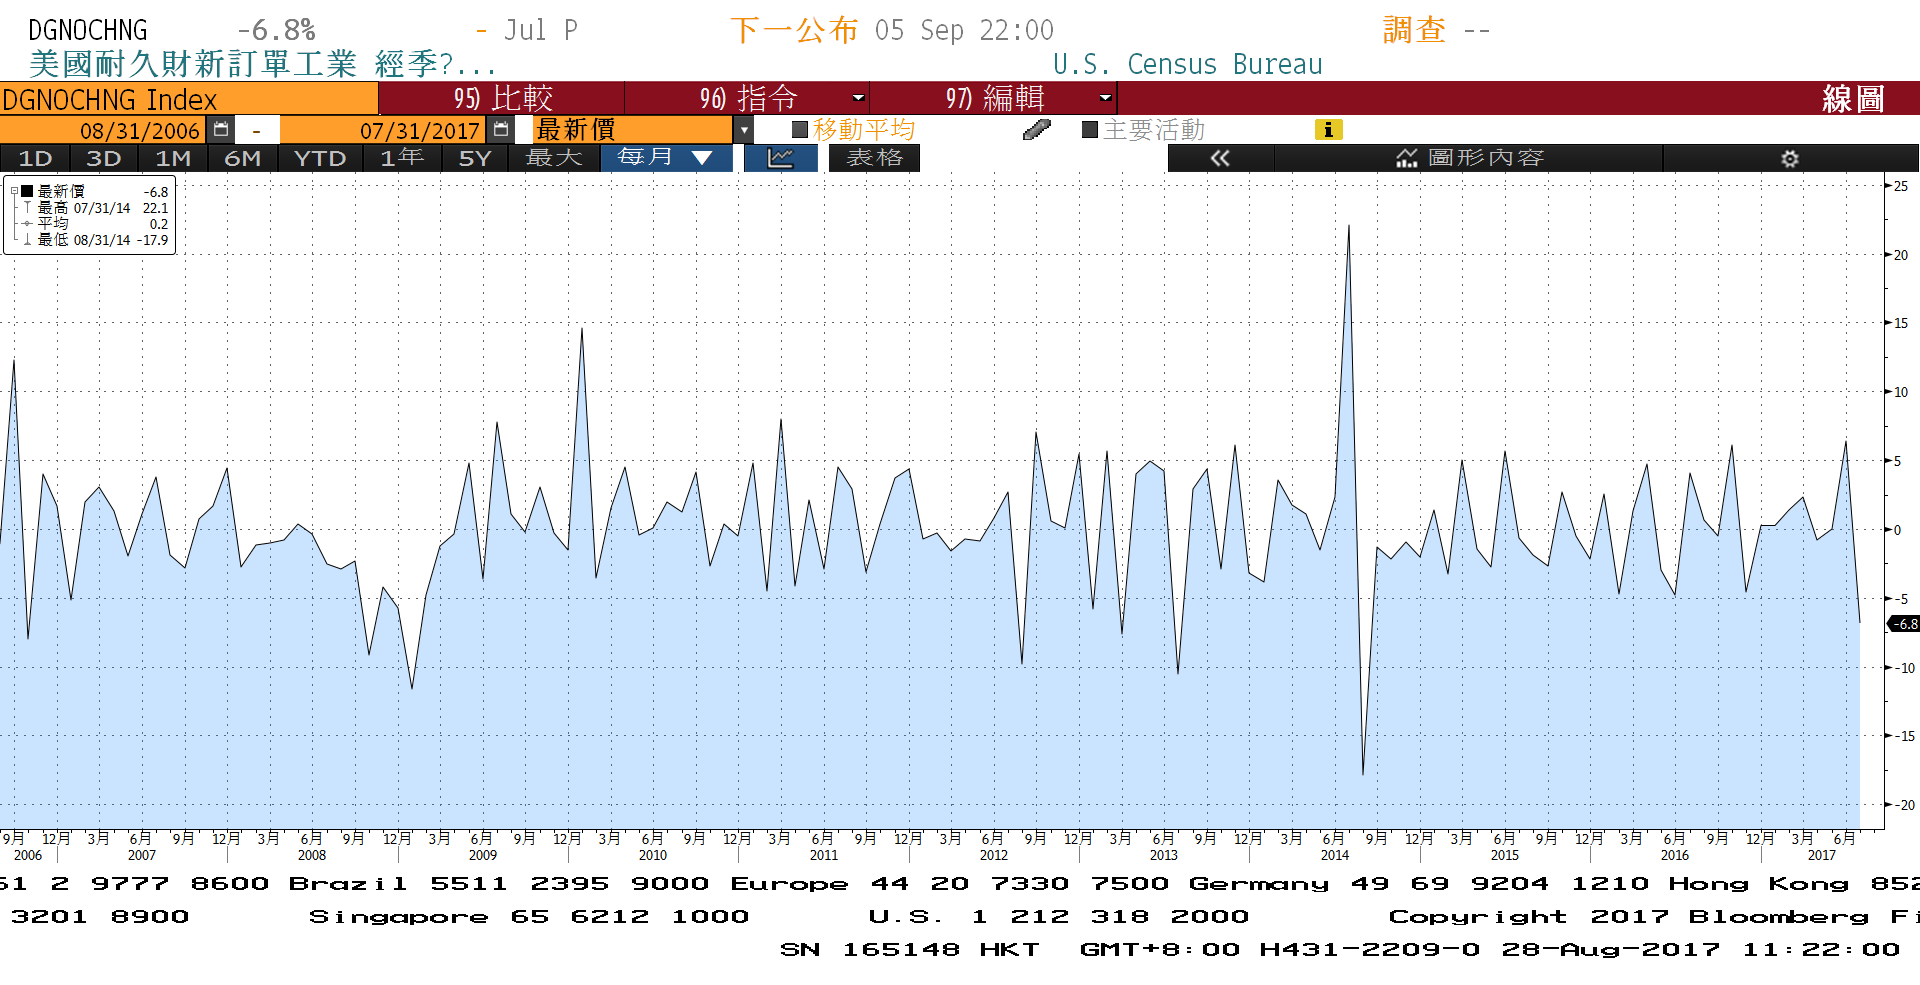 DGNOCHNG -6.8% - Jul P 下一公布 05 Sep 22:00 調查 --
美國耐久財新訂單工業 經季?... U.S. Census Bureau
DGNOCHNG Index 95) 比較 96) 指令 97) 編輯 線圖
08/31/2006 - 07/31/2017 最新價 移動平均 主要活動 i
1D 3D 1M 6M YTD 1年 5Y 最大 每月 ▼ 表格 « 圖形內容
最新價 -6.8
最高 07/31/14 22.1
平均 0.2
最低 08/31/14 -17.9
25
20
15
10
5
0
-5
-6.8
-10
-15
-20
9月 12月 3月 6月 9月 12月 3月 6月 9月 12月 3月 6月 9月 12月 3月 6月 9月 12月 3月 6月 9月 12月 3月 6月 9月 12月 3月 6月 9月 12月 3月 6月 9月 12月 3月 6月 9月 12月 3月 6月 9月 12月 3月 6月
2006 2007 2008 2009 2010 2011 2012 2013 2014 2015 2016 2017
61 2 9777 8600 Brazil 5511 2395 9000 Europe 44 20 7330 7500 Germany 49 69 9204 1210 Hong Kong 852
3201 8900 Singapore 65 6212 1000 U.S. 1 212 318 2000 Copyright 2017 Bloomberg Fi
SN 165148 HKT GMT+8:00 H431-2209-0 28-Aug-2017 11:22:00